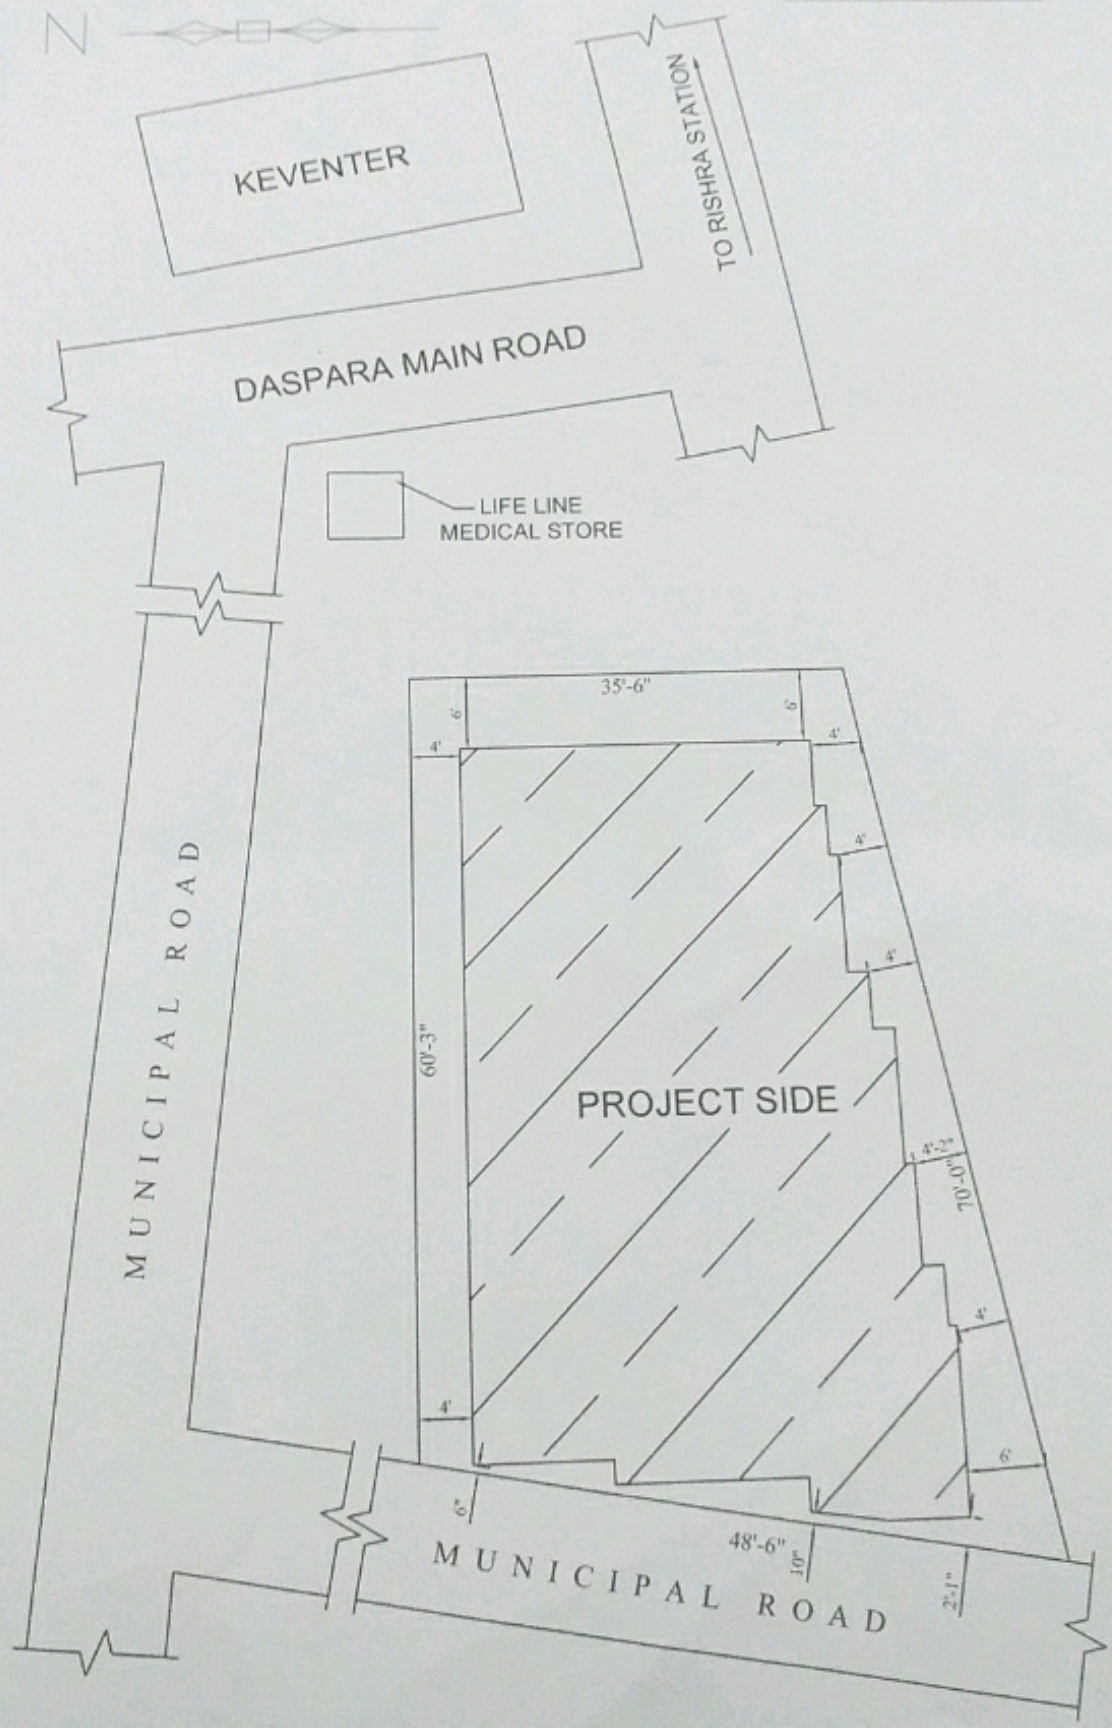 N
KEVENTER
TO RISHRA STATION
DASPARA MAIN ROAD
LIFE LINE
MEDICAL STORE
35'-6"
6'
6'
4'
4'
4'
4'
60'-3"
MUNICIPAL ROAD
PROJECT SIDE
4'-2"
70'-0"
4'
4'
6'
6"
48'-6"
10"
2'-1"
MUNICIPAL ROAD